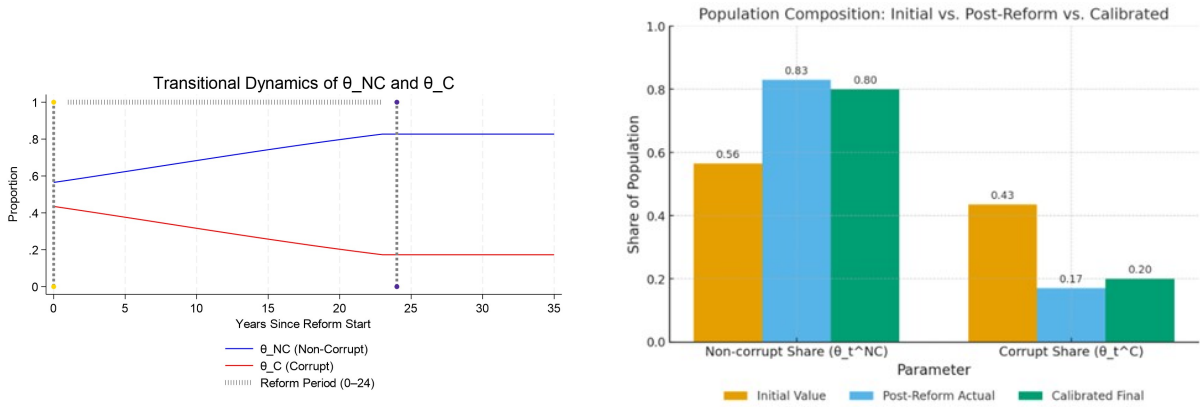 Transitional Dynamics of θ_NC and θ_C
Proportion
1
.8
.6
.4
.2
0
0 5 10 15 20 25 30 35
Years Since Reform Start
θ_NC (Non-Corrupt)
θ_C (Corrupt)
Reform Period (0–24)
Population Composition: Initial vs. Post-Reform vs. Calibrated
Share of Population
1.0
0.8
0.6
0.4
0.2
0.0
0.56
0.83
0.80
0.43
0.17
0.20
Non-corrupt Share (θ_t^NC) Corrupt Share (θ_t^C)
Parameter
Initial Value Post-Reform Actual Calibrated Final